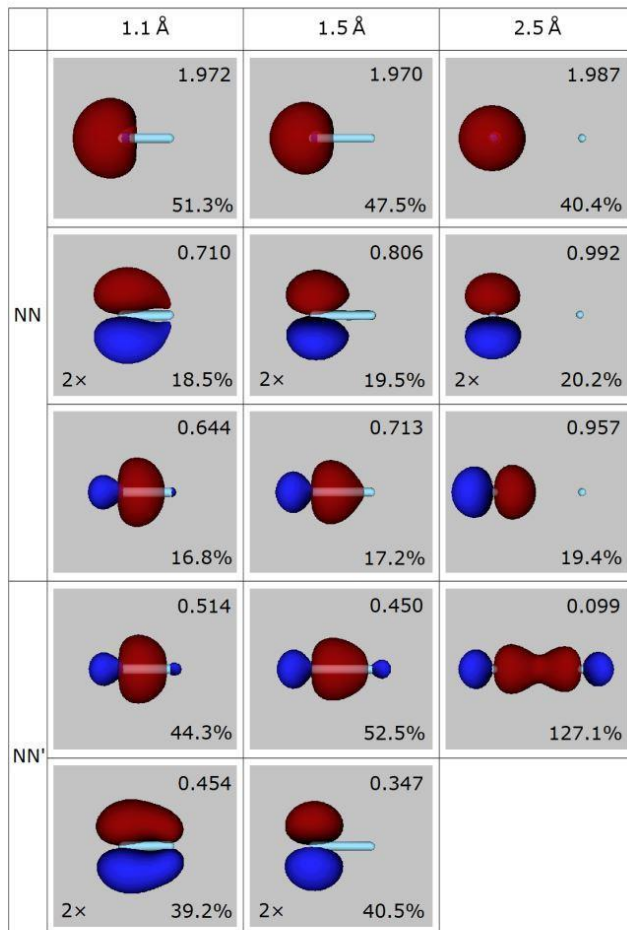 1.1 Å 1.5 Å 2.5 Å
1.972 1.970 1.987
51.3% 47.5% 40.4%
0.710 0.806 0.992
NN
2× 18.5% 2× 19.5% 2× 20.2%
0.644 0.713 0.957
16.8% 17.2% 19.4%
0.514 0.450 0.099
44.3% 52.5% 127.1%
NN'
0.454 0.347
2× 39.2% 2× 40.5%